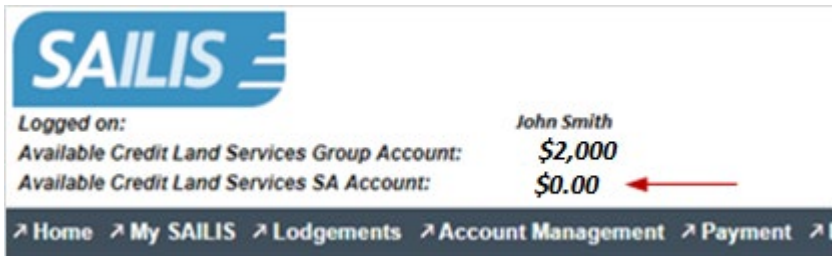 SAILIS
Logged on: John Smith
Available Credit Land Services Group Account: $2,000
Available Credit Land Services SA Account: $0.00
Home My SAILIS Lodgements Account Management Payment